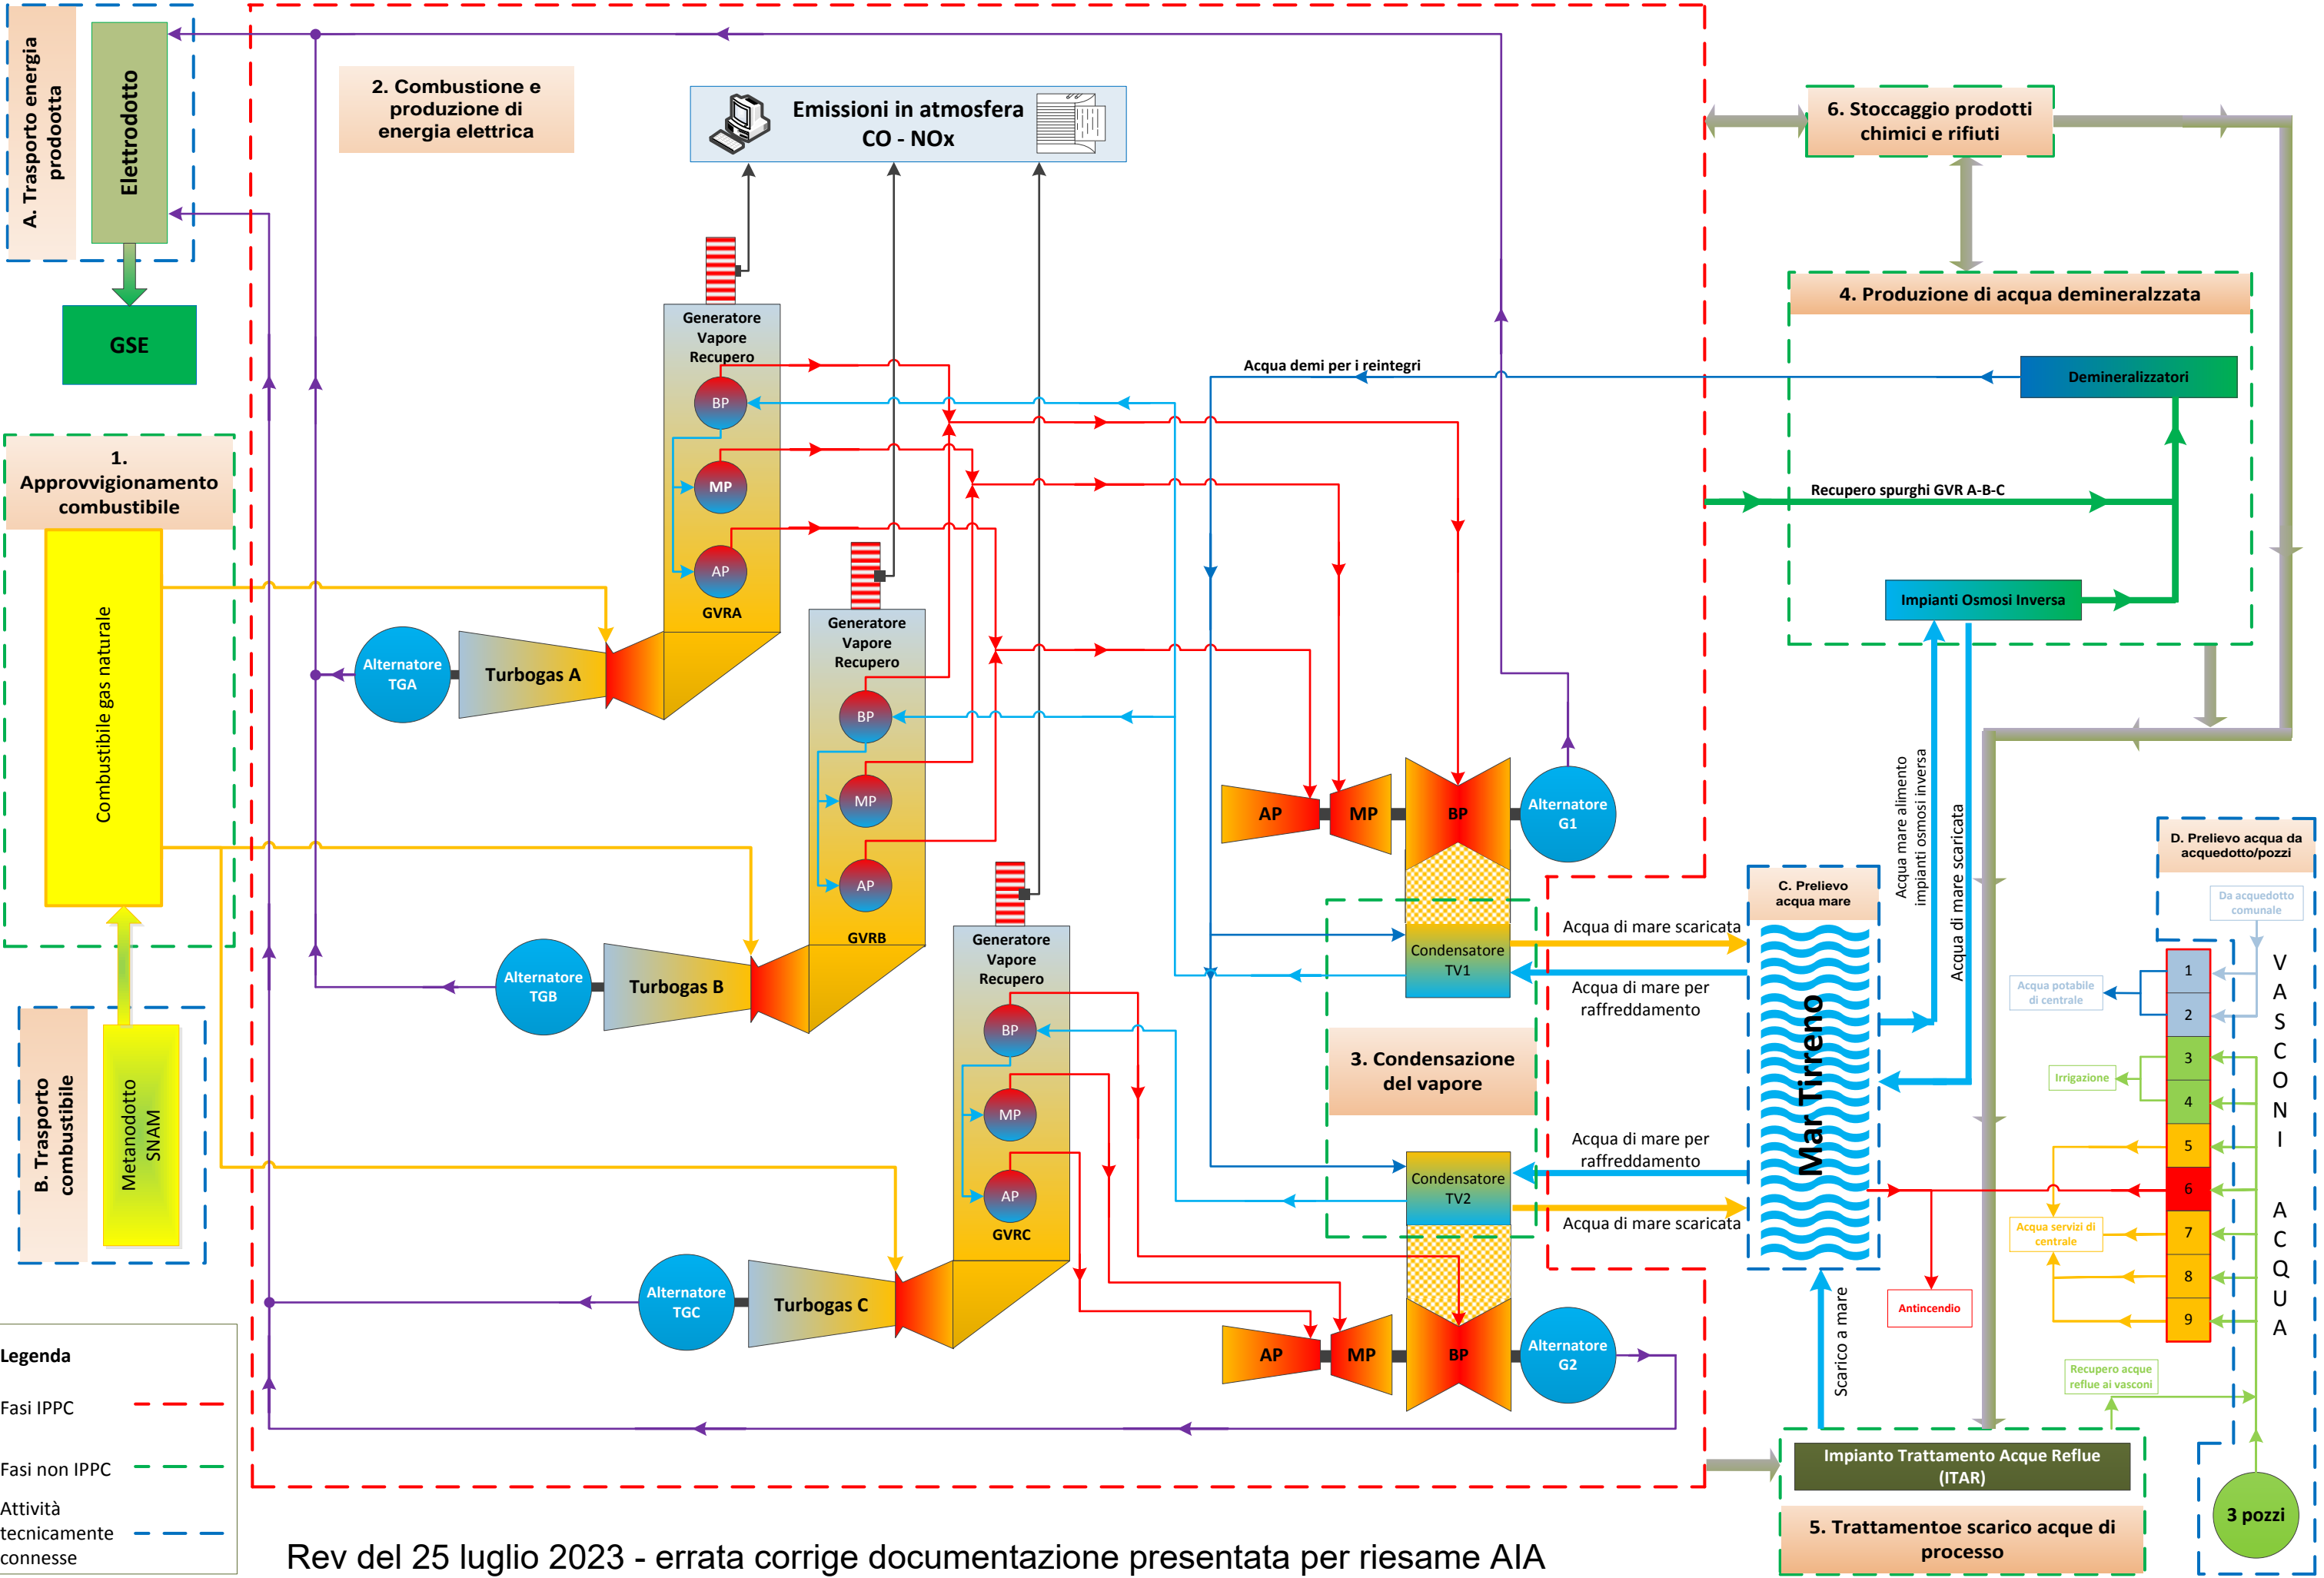 A. Trasporto energia
prodootta
Elettrodotto
GSE
2. Combustione e
produzione di
energia elettrica
Emissioni in atmosfera
CO - NOx
6. Stoccaggio prodotti
chimici e rifiuti
4. Produzione di acqua demineralzzata
Demineralizzatori
Acqua demi per i reintegri
Recupero spurghi GVR A-B-C
Impianti Osmosi Inversa
1.
Approvvigionamento
combustibile
Combustibile gas naturale
B. Trasporto
combustibile
Metanodotto
SNAM
Generatore
Vapore
Recupero
BP
MP
AP
GVRA
Alternatore
TGA
Turbogas A
Generatore
Vapore
Recupero
BP
MP
AP
GVRB
Alternatore
TGB
Turbogas B
Generatore
Vapore
Recupero
BP
MP
AP
GVRC
Alternatore
TGC
Turbogas C
AP
MP
BP
Alternatore
G1
Condensatore
TV1
3. Condensazione
del vapore
Condensatore
TV2
AP
MP
BP
Alternatore
G2
Acqua di mare scaricata
Acqua di mare per
raffreddamento
Acqua di mare per
raffreddamento
Acqua di mare scaricata
C. Prelievo
acqua mare
Mar Tirreno
Acqua mare alimento
impianti osmosi inversa
Acqua di mare scaricata
Scarico a mare
D. Prelievo acqua da
acquedotto/pozzi
Da acquedotto
comunale
Acqua potabile
di centrale
Irrigazione
Acqua servizi di
centrale
Antincendio
1
2
3
4
5
6
7
8
9
VASCONI ACQUA
Recupero acque
reflue ai vasconi
3 pozzi
Impianto Trattamento Acque Reflue
(ITAR)
5. Trattamentoe scarico acque di
processo
Legenda
Fasi IPPC
Fasi non IPPC
Attività
tecnicamente
connesse
Rev del 25 luglio 2023 - errata corrige documentazione presentata per riesame AIA